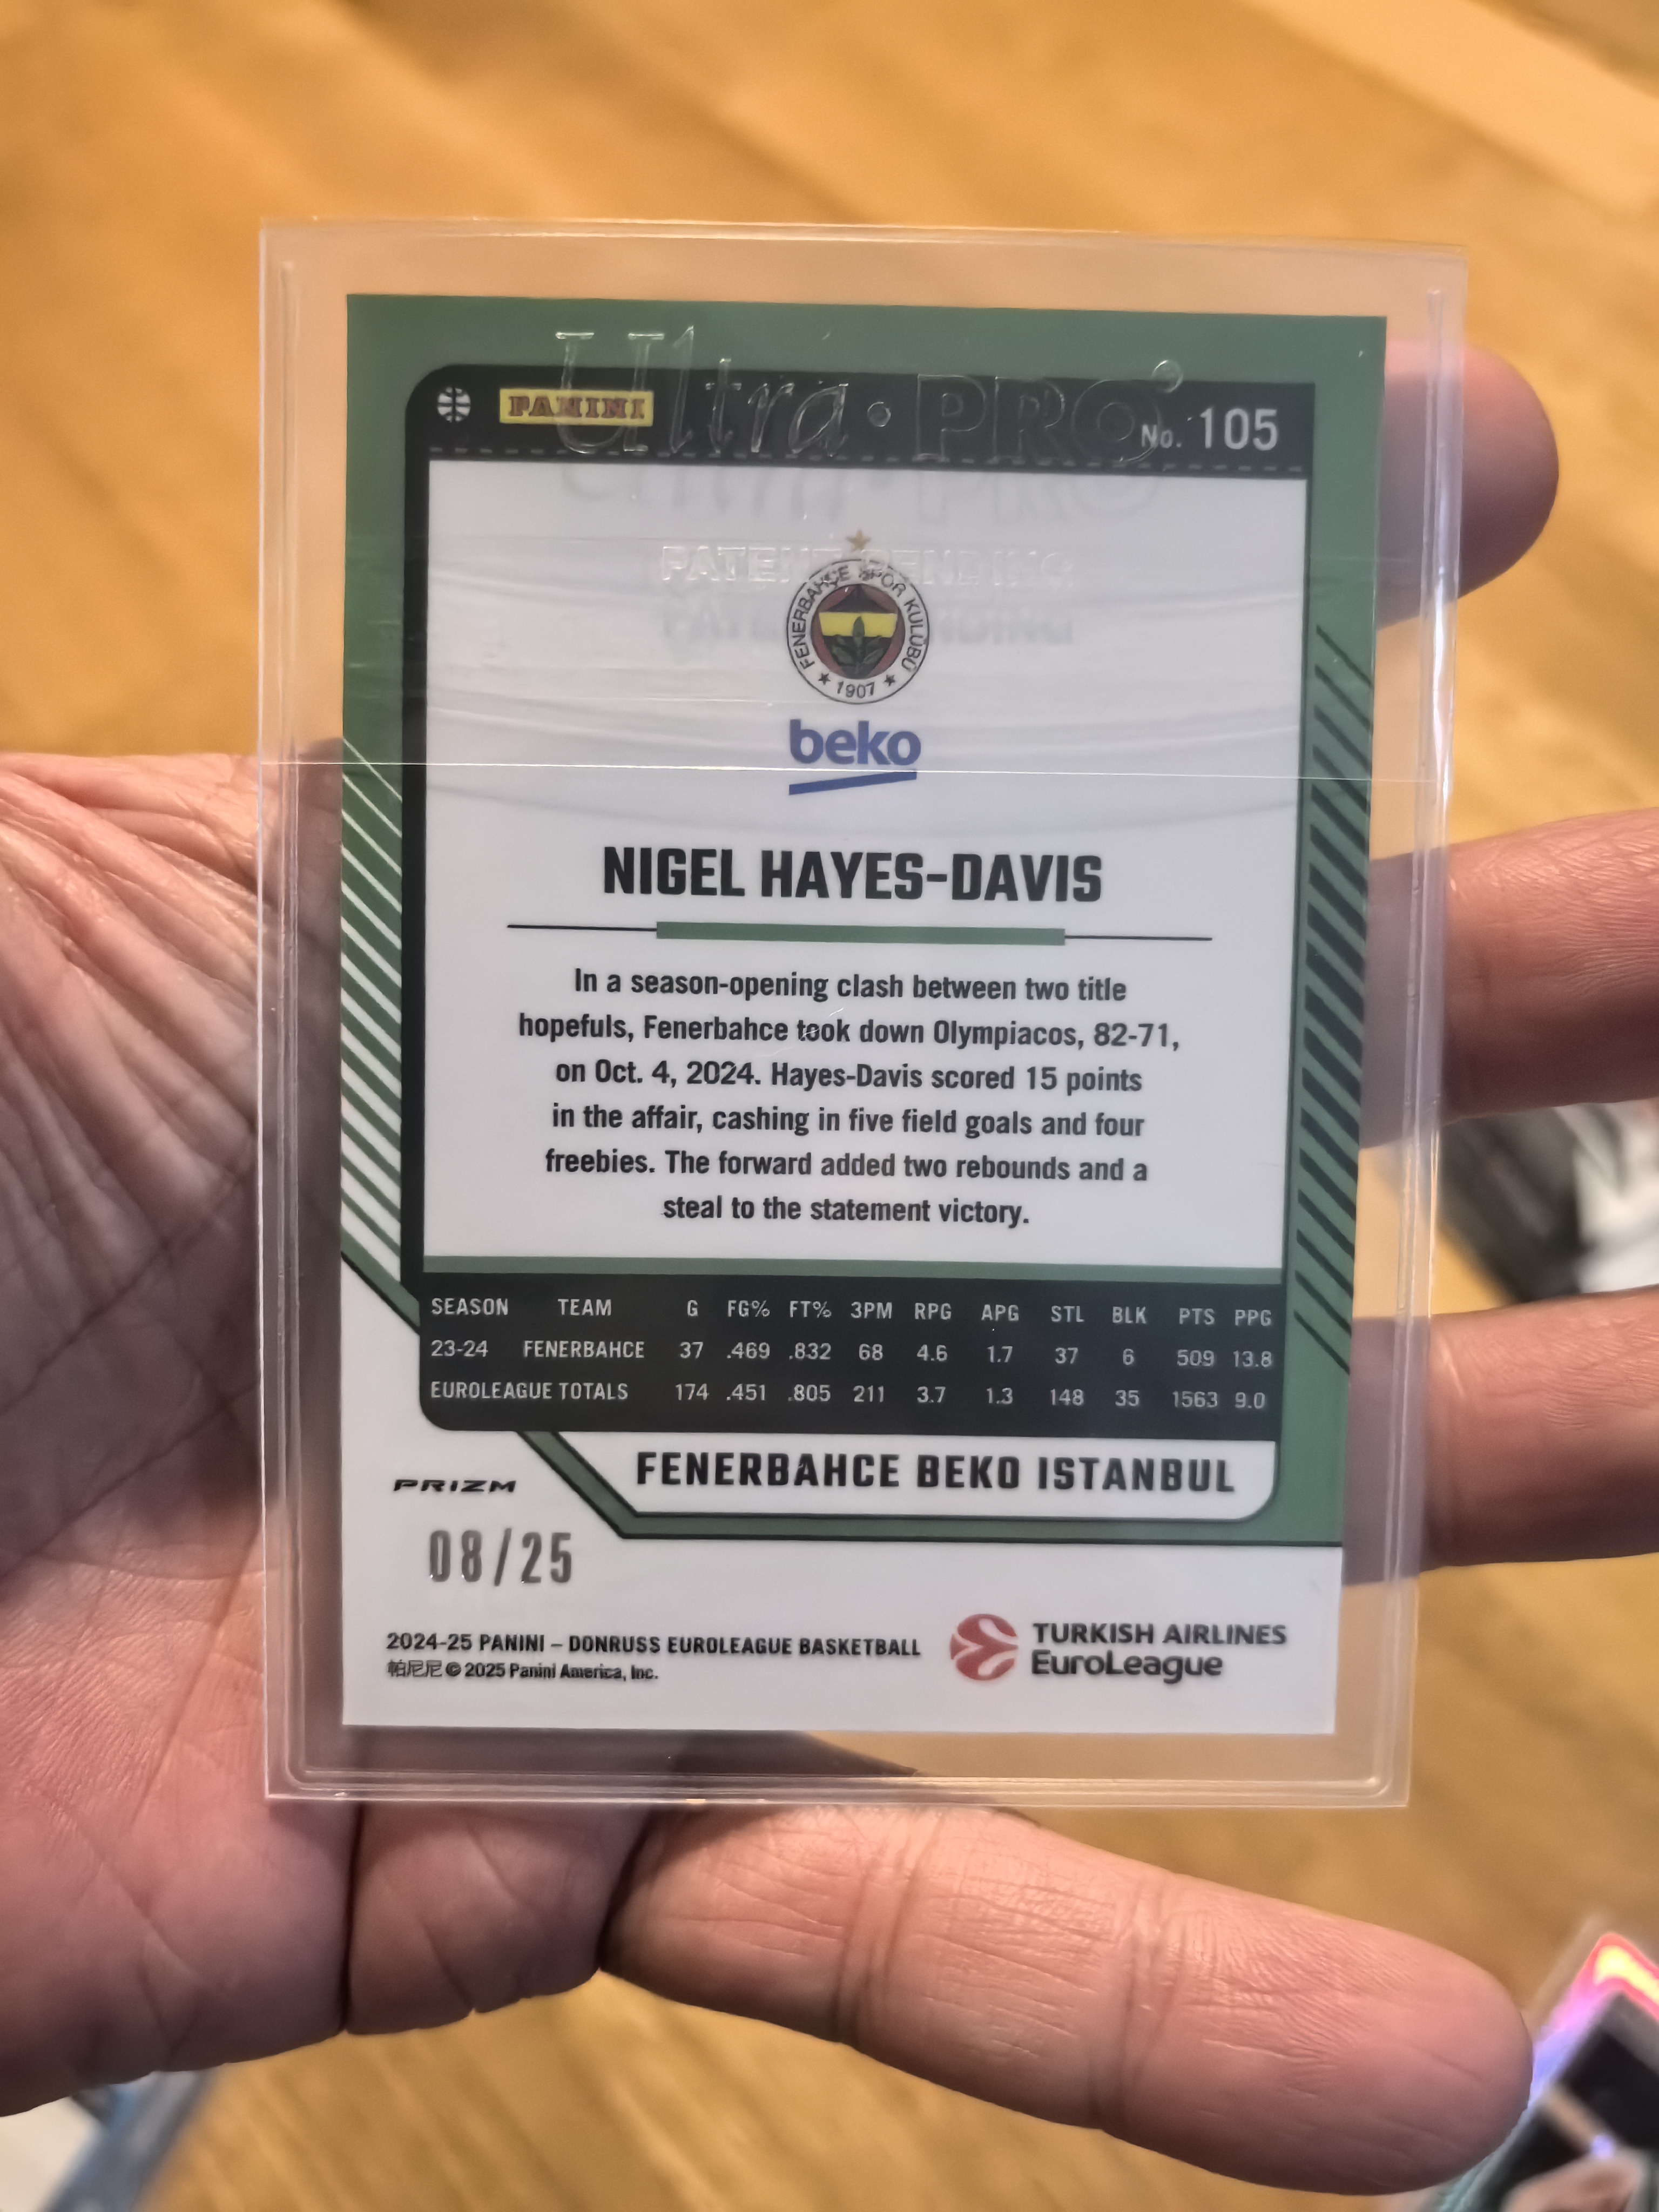 Ultra·PRO
PANINI
No. 105
PATENT PENDING
FENERBAHÇE SPOR KULÜBÜ
★ 1907 ★
beko
NIGEL HAYES-DAVIS
In a season-opening clash between two title
hopefuls, Fenerbahce took down Olympiacos, 82-71,
on Oct. 4, 2024. Hayes-Davis scored 15 points
in the affair, cashing in five field goals and four
freebies. The forward added two rebounds and a
steal to the statement victory.
SEASON TEAM G FG% FT% 3PM RPG APG STL BLK PTS PPG
23-24 FENERBAHCE 37 .469 .832 68 4.6 1.7 37 6 509 13.8
EUROLEAGUE TOTALS 174 .451 .805 211 3.7 1.3 148 35 1563 9.0
FENERBAHCE BEKO ISTANBUL
PRIZM
08/25
2024-25 PANINI – DONRUSS EUROLEAGUE BASKETBALL
帕尼尼 © 2025 Panini America, Inc.
TURKISH AIRLINES
EuroLeague